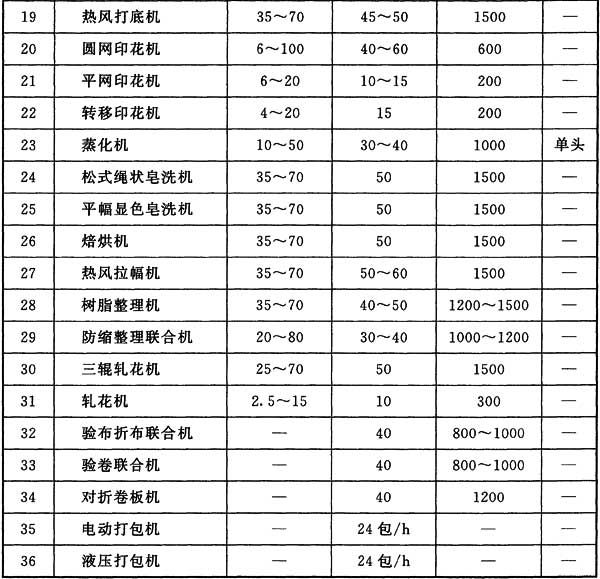 19 热风打底机 35～70 45～50 1500 —
20 圆网印花机 6～100 40～60 600 —
21 平网印花机 6～20 10～15 200 —
22 转移印花机 4～20 15 200 —
23 蒸化机 10～50 30～40 1000 单头
24 松式绳状皂洗机 35～70 50 1500 —
25 平幅显色皂洗机 35～70 50 1500 —
26 焙烘机 35～70 50 1500 —
27 热风拉幅机 35～70 50～60 1500 —
28 树脂整理机 35～70 40～50 1200～1500 —
29 防缩整理联合机 20～80 30～40 1000～1200 —
30 三辊轧花机 25～70 50 1500 —
31 轧花机 2.5～15 10 300 —
32 验布折布联合机 — 40 800～1000 —
33 验卷联合机 — 40 800～1000 —
34 对折卷板机 — 40 1200 —
35 电动打包机 — 24包/h — —
36 液压打包机 — 24包/h — —